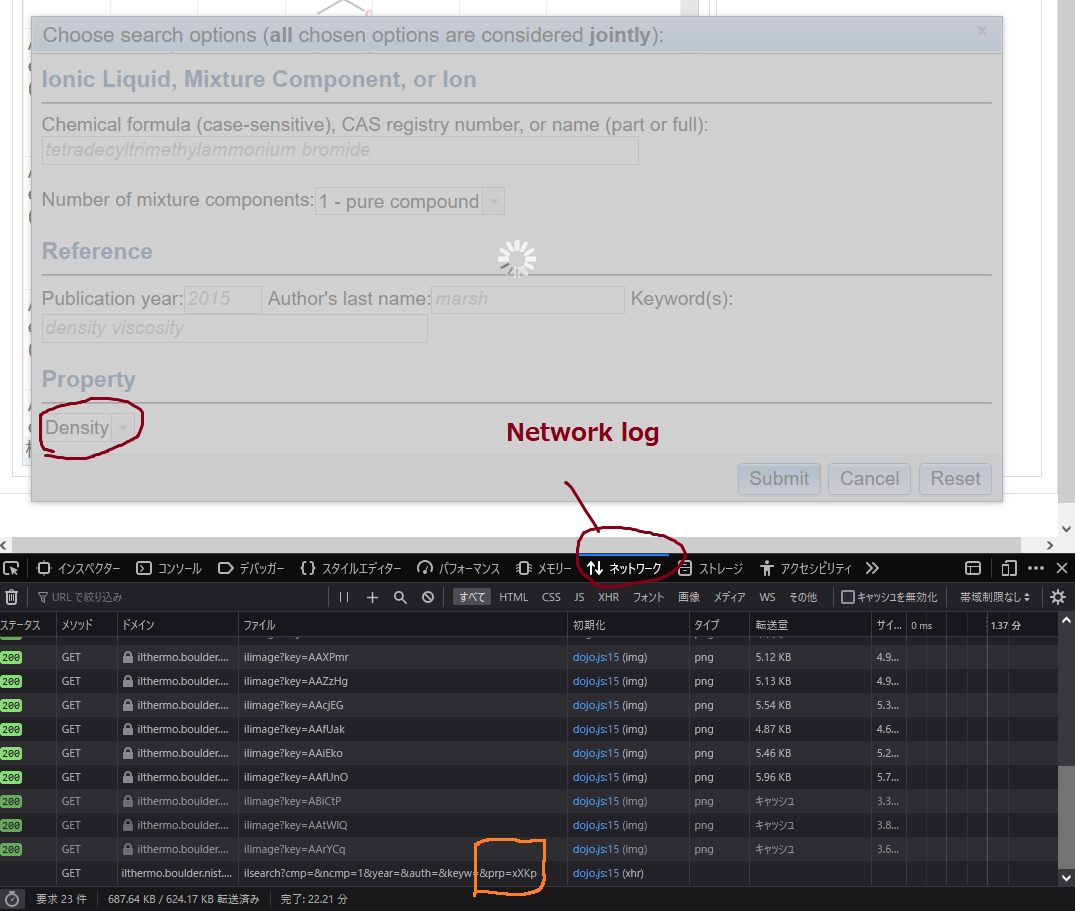 Choose search options (all chosen options are considered jointly):
Ionic Liquid, Mixture Component, or Ion
Chemical formula (case-sensitive), CAS registry number, or name (part or full):
tetradecyltrimethylammonium bromide
Number of mixture components: 1 - pure compound
Reference
Publication year: 2015 Author's last name: marsh Keyword(s):
density viscosity
Property
Density
Network log
Submit Cancel Reset
インスペクター コンソール デバッガー スタイルエディター パフォーマンス メモリー ネットワーク ストレージ アクセシビリティ
URL で絞り込み すべて HTML CSS JS XHR フォント 画像 メディア WS その他 キャッシュを無効化 帯域制限なし
ステータス メソッド ドメイン ファイル 初期化 タイプ 転送量 サイ... 0 ms 1.37 分
200 GET ilthermo.boulder.... ilimage?key=AAXPmr dojo.js:15 (img) png 5.12 KB 4.9...
200 GET ilthermo.boulder.... ilimage?key=AAZzHg dojo.js:15 (img) png 5.13 KB 4.9...
200 GET ilthermo.boulder.... ilimage?key=AAcjEG dojo.js:15 (img) png 5.54 KB 5.3...
200 GET ilthermo.boulder.... ilimage?key=AAfUak dojo.js:15 (img) png 4.87 KB 4.6...
200 GET ilthermo.boulder.... ilimage?key=AAiEko dojo.js:15 (img) png 5.46 KB 5.2...
200 GET ilthermo.boulder.... ilimage?key=AAfUnO dojo.js:15 (img) png 5.96 KB 5.7...
200 GET ilthermo.boulder.... ilimage?key=ABiCtP dojo.js:15 (img) png キャッシュ 3.3...
200 GET ilthermo.boulder.... ilimage?key=AAtWIQ dojo.js:15 (img) png キャッシュ 3.8...
200 GET ilthermo.boulder.... ilimage?key=AArYCq dojo.js:15 (img) png キャッシュ 3.6...
GET ilthermo.boulder.nist.... ilsearch?cmp=&ncmp=1&year=&auth=&keyw=&prp=xXKp dojo.js:15 (xhr)
要求 23 件 687.64 KB / 624.17 KB 転送済み 完了: 22.21 分